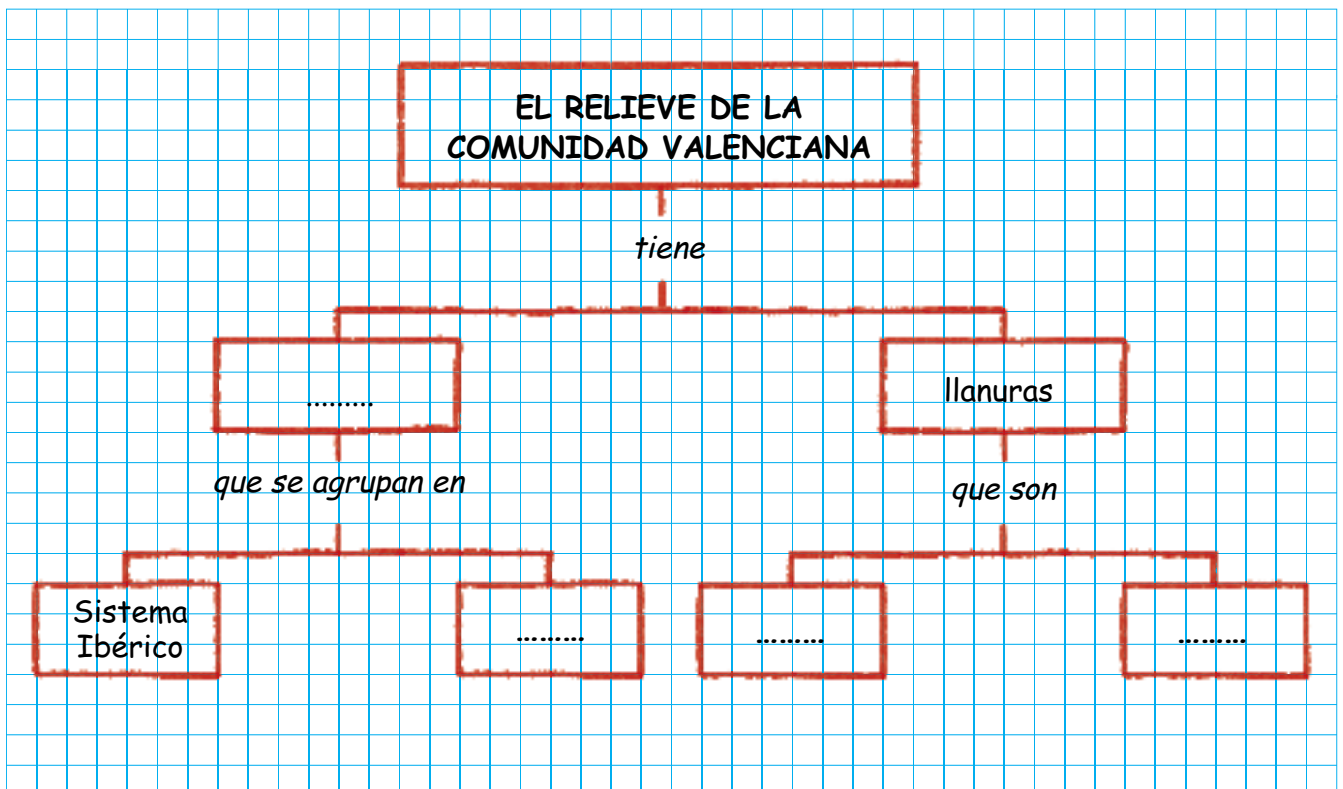 EL RELIEVE DE LA
COMUNIDAD VALENCIANA
tiene
.........
llanuras
que se agrupan en
que son
Sistema
Ibérico
.........
.........
.........